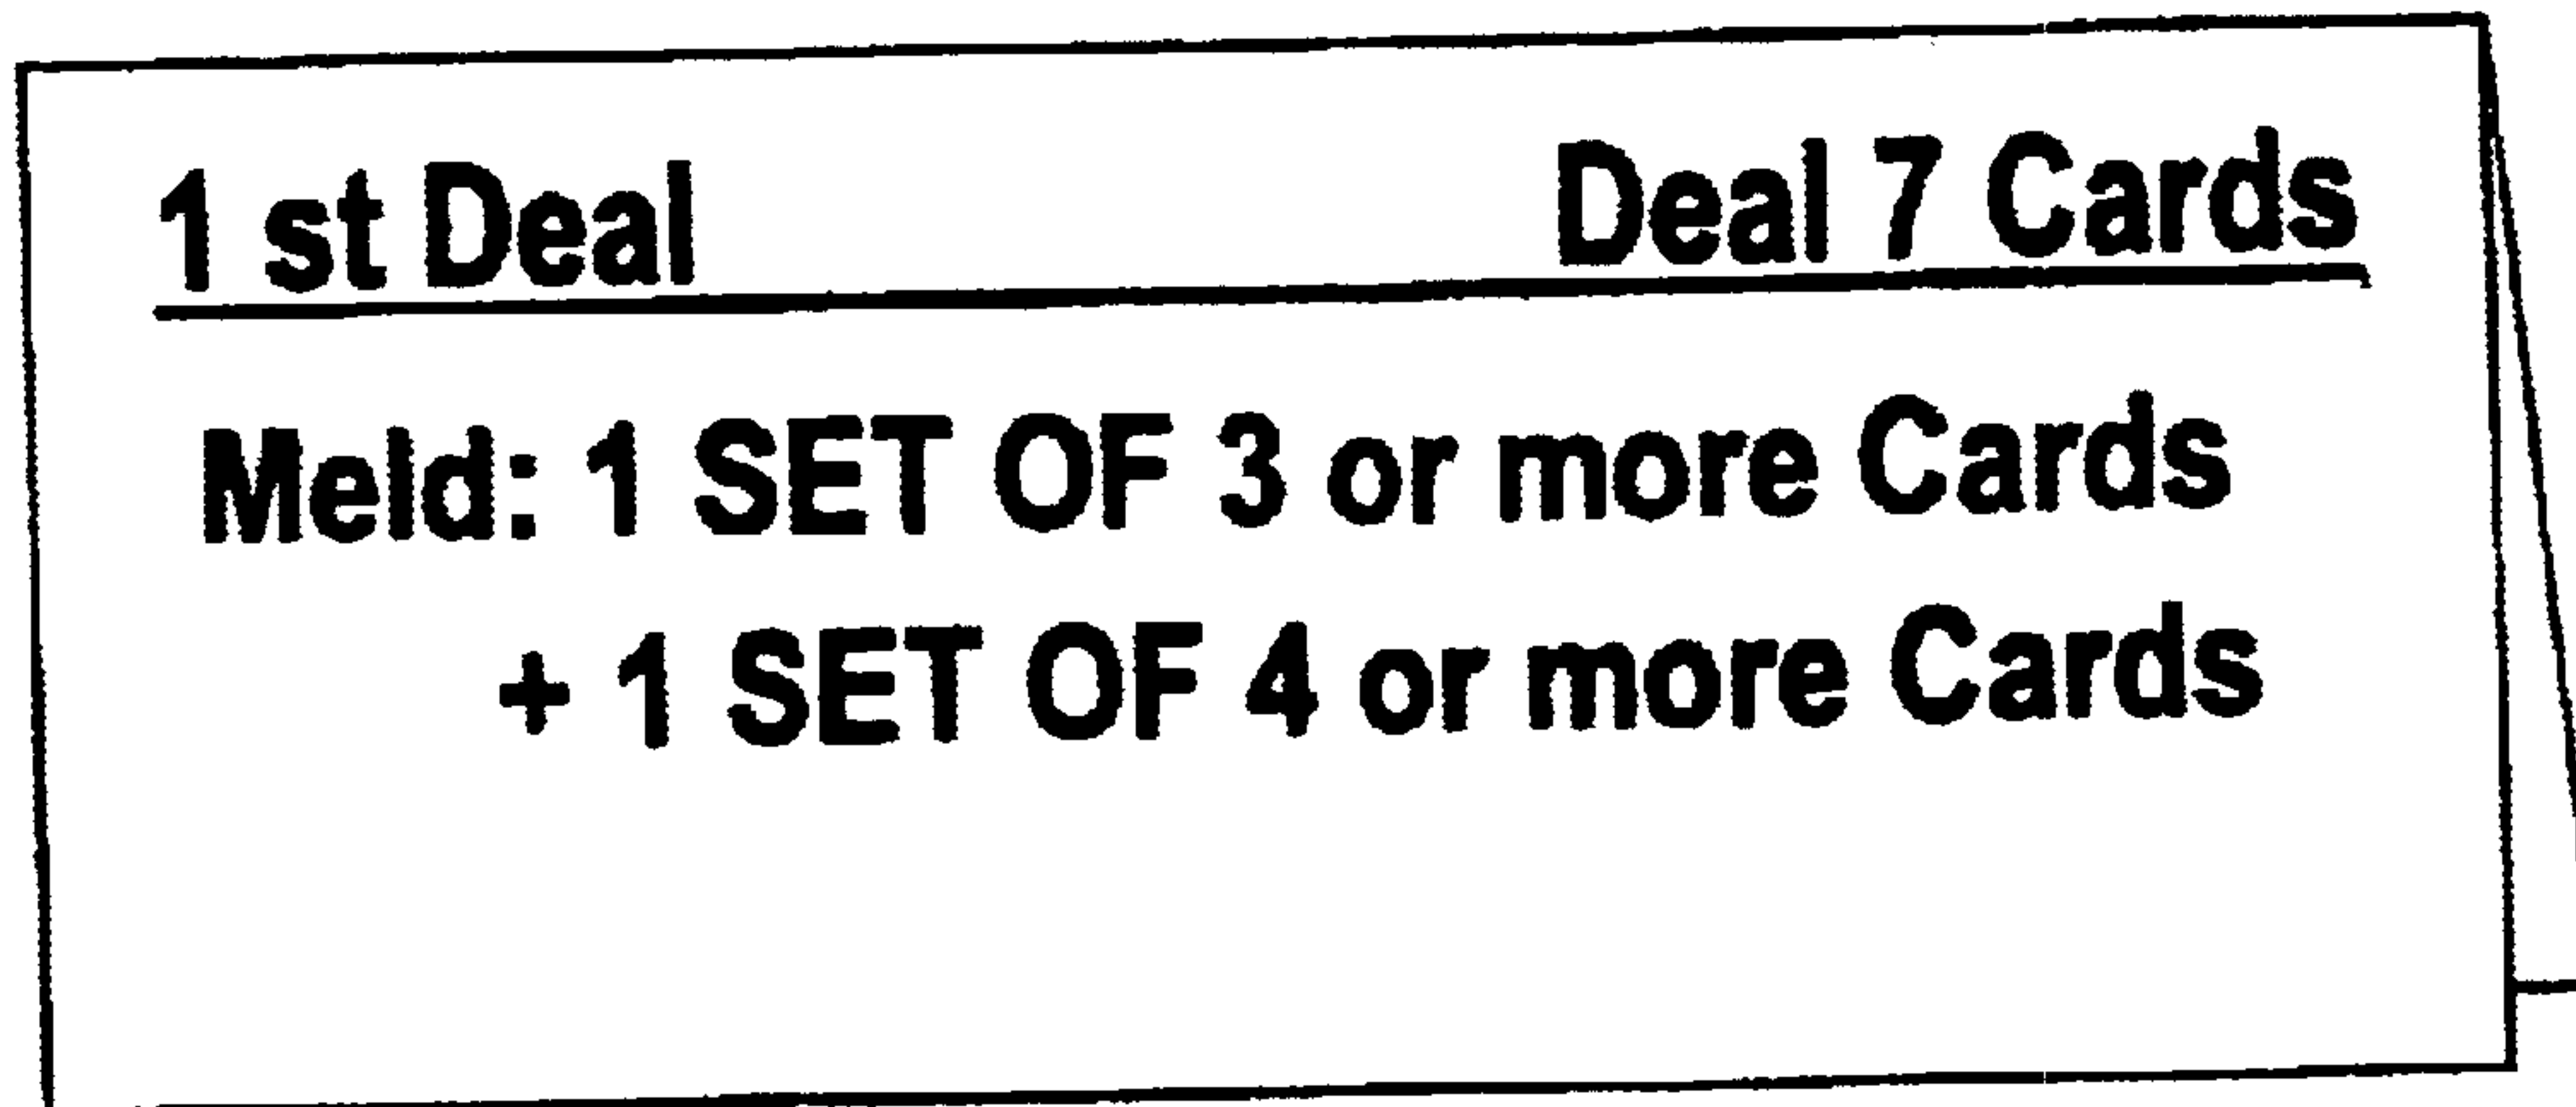 1 st Deal Deal 7 Cards
Meld: 1 SET OF 3 or more Cards
+ 1 SET OF 4 or more Cards